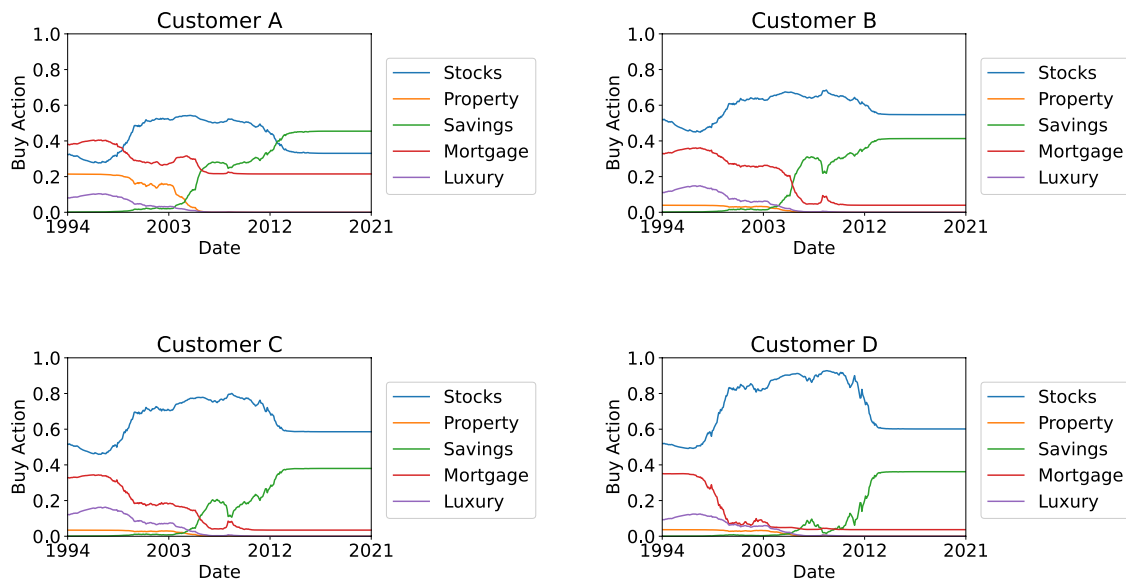 Customer A
Buy Action
1.0
0.8
0.6
0.4
0.2
0.0
1994 2003 2012 2021
Date
Stocks
Property
Savings
Mortgage
Luxury
Customer B
Buy Action
1.0
0.8
0.6
0.4
0.2
0.0
1994 2003 2012 2021
Date
Stocks
Property
Savings
Mortgage
Luxury
Customer C
Buy Action
1.0
0.8
0.6
0.4
0.2
0.0
1994 2003 2012 2021
Date
Stocks
Property
Savings
Mortgage
Luxury
Customer D
Buy Action
1.0
0.8
0.6
0.4
0.2
0.0
1994 2003 2012 2021
Date
Stocks
Property
Savings
Mortgage
Luxury